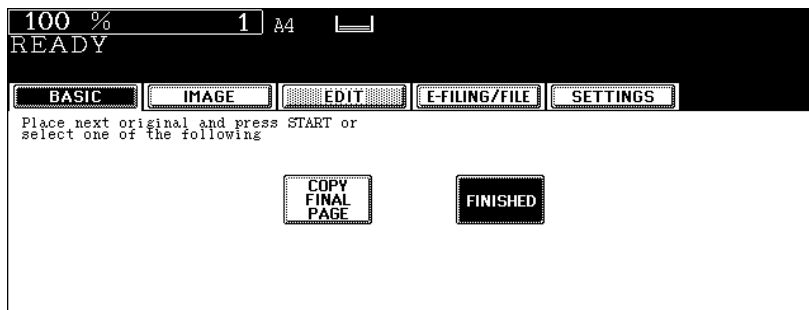 100 % 1 A4
READY
BASIC IMAGE EDIT E-FILING/FILE SETTINGS
Place next original and press START or
select one of the following
COPY
FINAL
PAGE
FINISHED